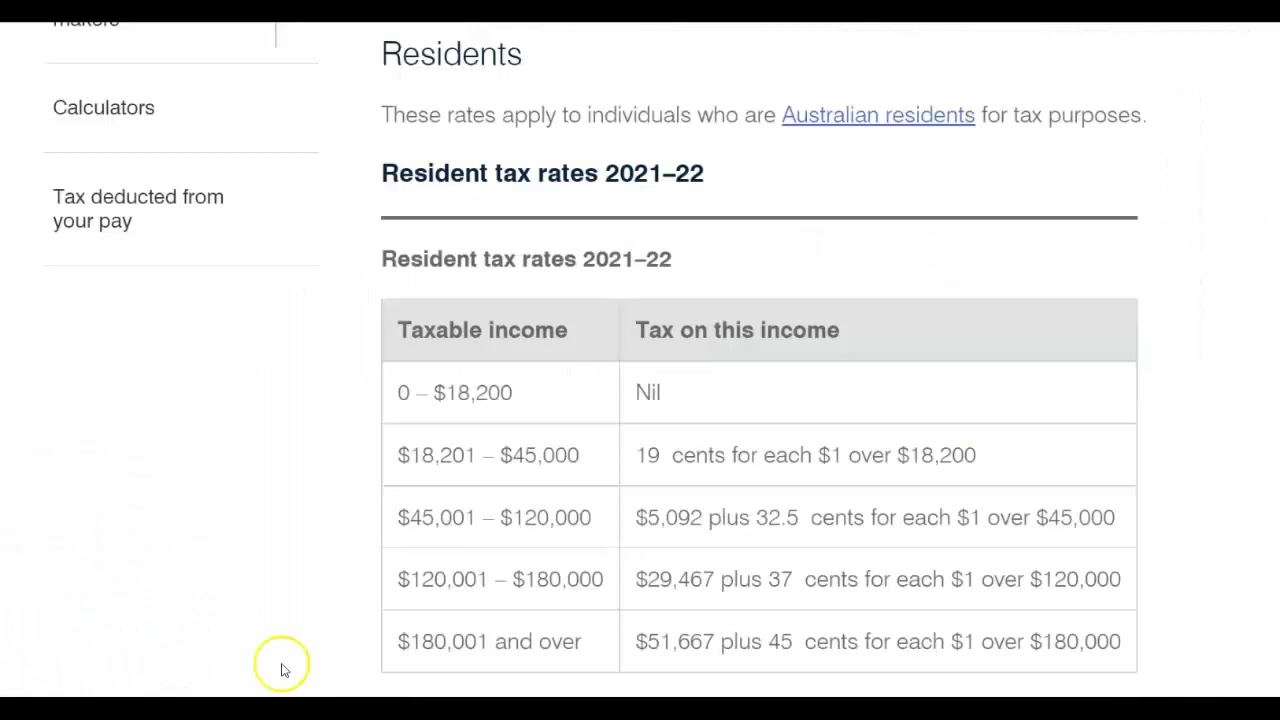 makers
Calculators
Tax deducted from
your pay
Residents
These rates apply to individuals who are Australian residents for tax purposes.
Resident tax rates 2021–22
Resident tax rates 2021–22
Taxable income Tax on this income
0 – $18,200 Nil
$18,201 – $45,000 19 cents for each $1 over $18,200
$45,001 – $120,000 $5,092 plus 32.5 cents for each $1 over $45,000
$120,001 – $180,000 $29,467 plus 37 cents for each $1 over $120,000
$180,001 and over $51,667 plus 45 cents for each $1 over $180,000